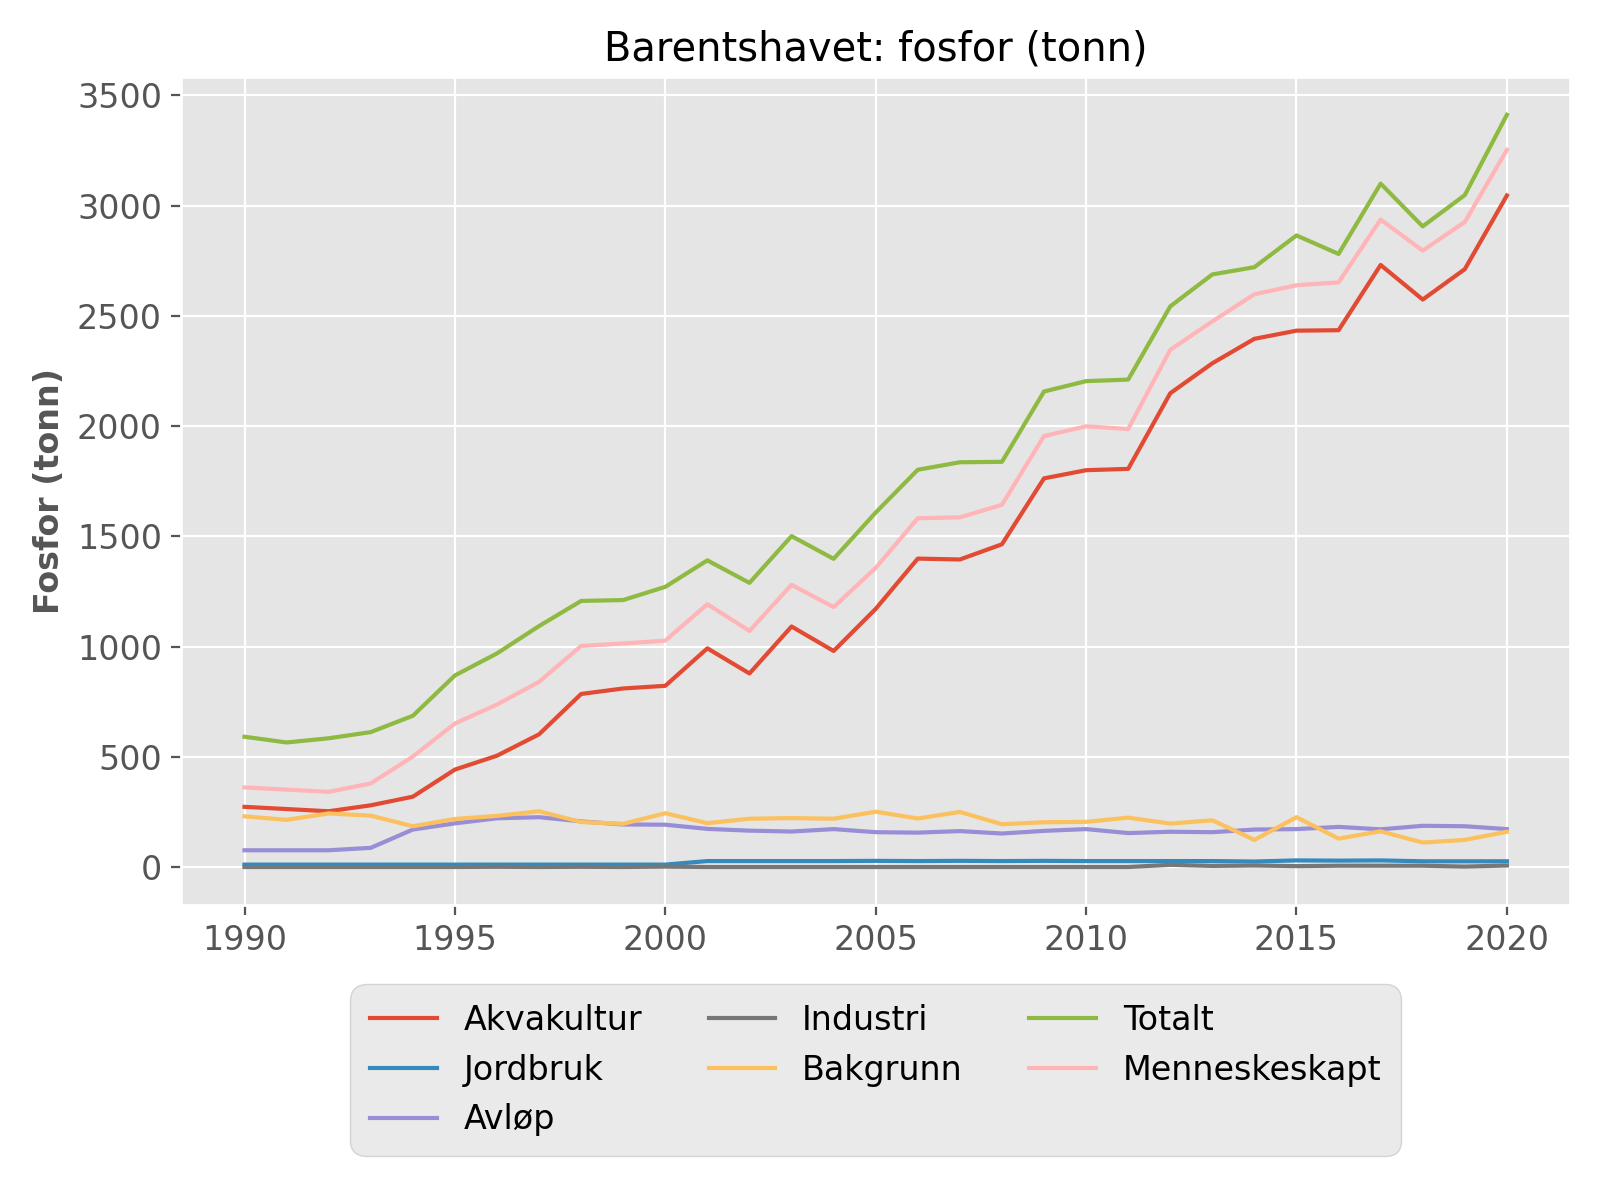 Barentshavet: fosfor (tonn)
Fosfor (tonn)
3500
3000
2500
2000
1500
1000
500
0
1990 1995 2000 2005 2010 2015 2020
Akvakultur Industri Totalt
Jordbruk Bakgrunn Menneskeskapt
Avløp